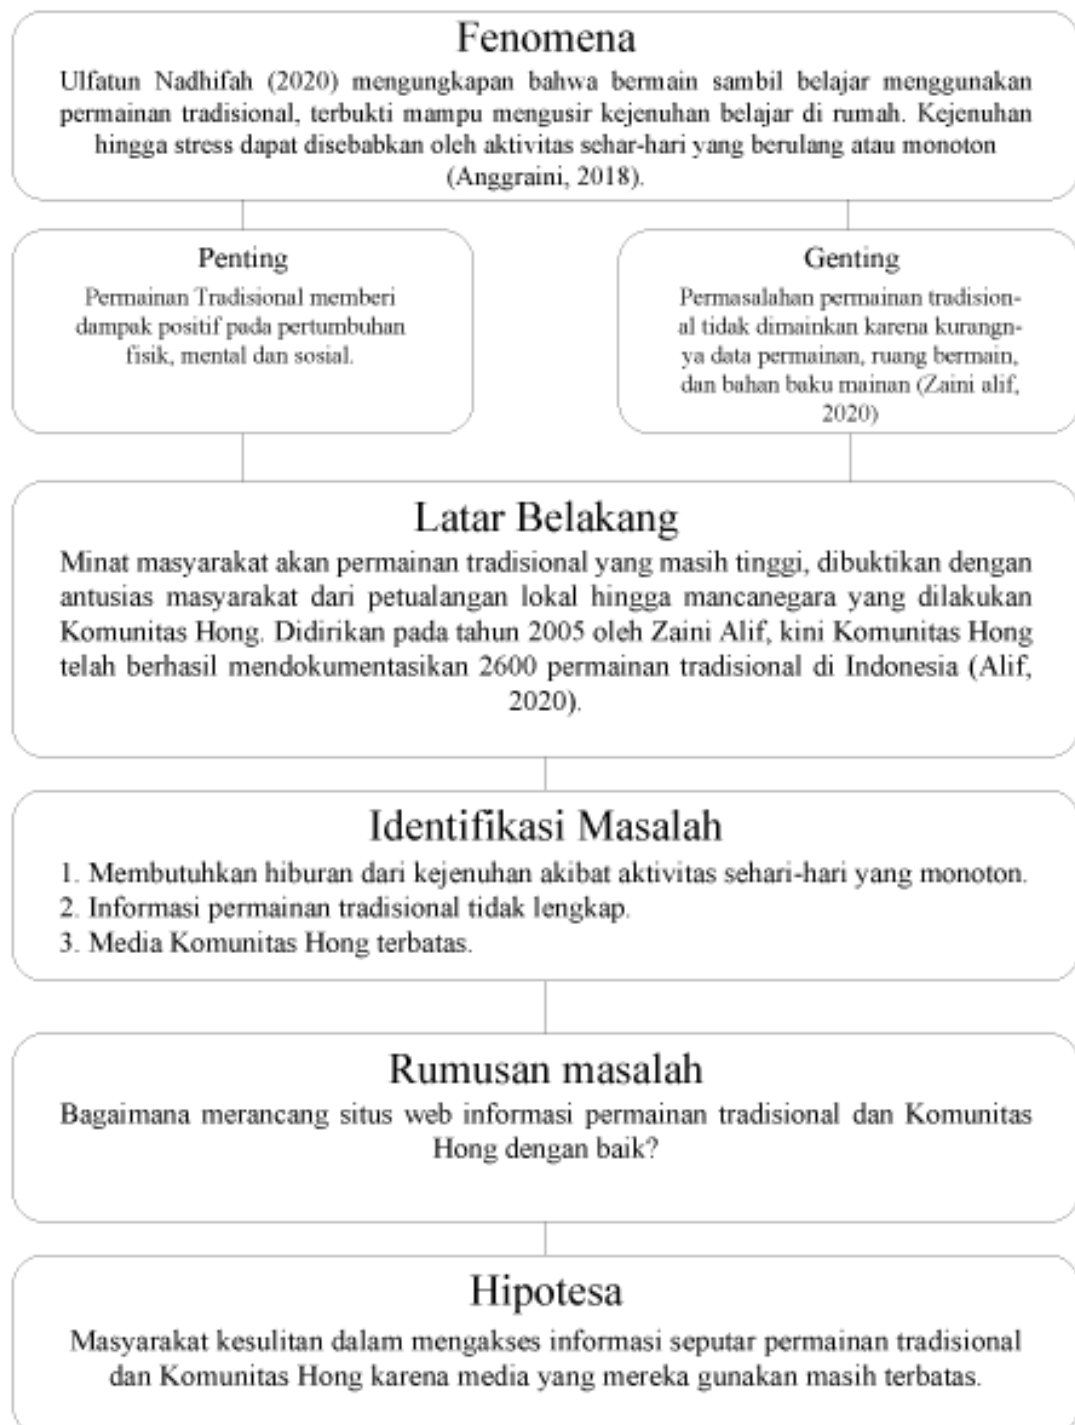 Fenomena
Ulfatun Nadhifah (2020) mengungkapan bahwa bermain sambil belajar menggunakan
permainan tradisional, terbukti mampu mengusir kejenuhan belajar di rumah. Kejenuhan
hingga stress dapat disebabkan oleh aktivitas sehar-hari yang berulang atau monoton
(Anggraini, 2018).
Penting
Permainan Tradisional memberi
dampak positif pada pertumbuhan
fisik, mental dan sosial.
Genting
Permasalahan permainan tradision-
al tidak dimainkan karena kurangn-
ya data permainan, ruang bermain,
dan bahan baku mainan (Zaini alif,
2020)
Latar Belakang
Minat masyarakat akan permainan tradisional yang masih tinggi, dibuktikan dengan
antusias masyarakat dari petualangan lokal hingga mancanegara yang dilakukan
Komunitas Hong. Didirikan pada tahun 2005 oleh Zaini Alif, kini Komunitas Hong
telah berhasil mendokumentasikan 2600 permainan tradisional di Indonesia (Alif,
2020).
Identifikasi Masalah
1. Membutuhkan hiburan dari kejenuhan akibat aktivitas sehari-hari yang monoton.
2. Informasi permainan tradisional tidak lengkap.
3. Media Komunitas Hong terbatas.
Rumusan masalah
Bagaimana merancang situs web informasi permainan tradisional dan Komunitas
Hong dengan baik?
Hipotesa
Masyarakat kesulitan dalam mengakses informasi seputar permainan tradisional
dan Komunitas Hong karena media yang mereka gunakan masih terbatas.